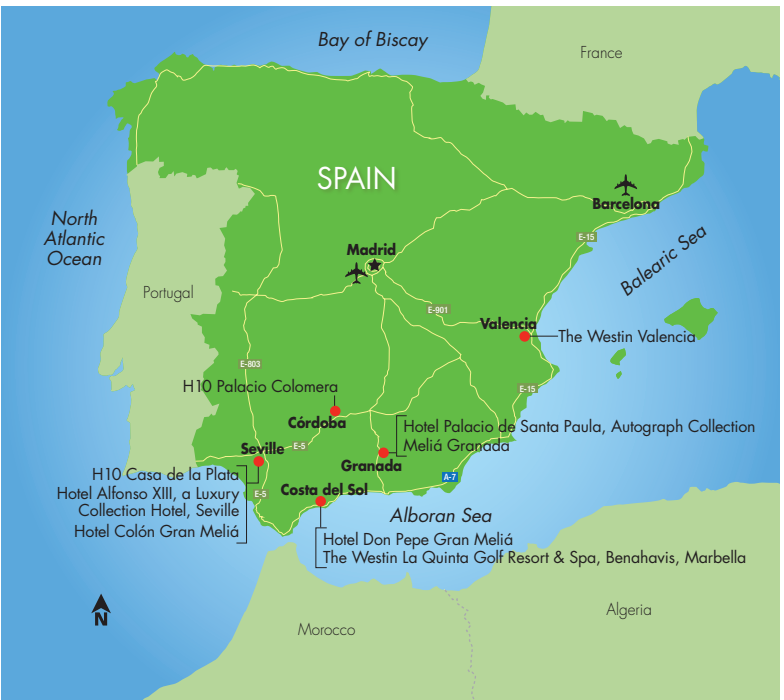 Bay of Biscay
France
SPAIN
Barcelona
North
Atlantic
Ocean
E-15
Madrid
Balearic Sea
Portugal
E-901
Valencia
The Westin Valencia
E-803
H10 Palacio Colomera
E-15
Córdoba
Hotel Palacio de Santa Paula, Autograph Collection
Meliá Granada
Seville
E-5
Granada
H10 Casa de la Plata
Hotel Alfonso XIII, a Luxury
Collection Hotel, Seville
Hotel Colón Gran Meliá
E-5
Costa del Sol
A-7
Alboran Sea
Hotel Don Pepe Gran Meliá
The Westin La Quinta Golf Resort & Spa, Benahavis, Marbella
N
Morocco
Algeria